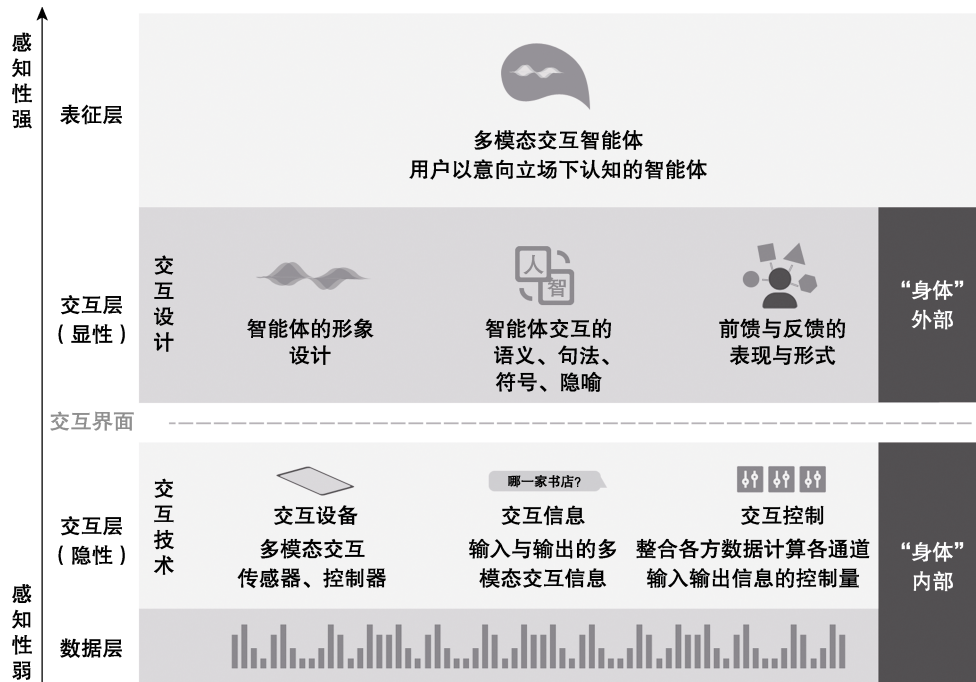 感知性强
表征层
多模态交互智能体
用户以意向立场下认知的智能体
交互层
（显性）
交互设计
智能体的形象
设计
人
智
智能体交互的
语义、句法、
符号、隐喻
前馈与反馈的
表现与形式
“身体”
外部
交互界面
交互层
（隐性）
交互技术
交互设备
多模态交互
传感器、控制器
哪一家书店?
交互信息
输入与输出的多
模态交互信息
交互控制
整合各方数据计算各通道
输入输出信息的控制量
“身体”
内部
感知性弱
数据层